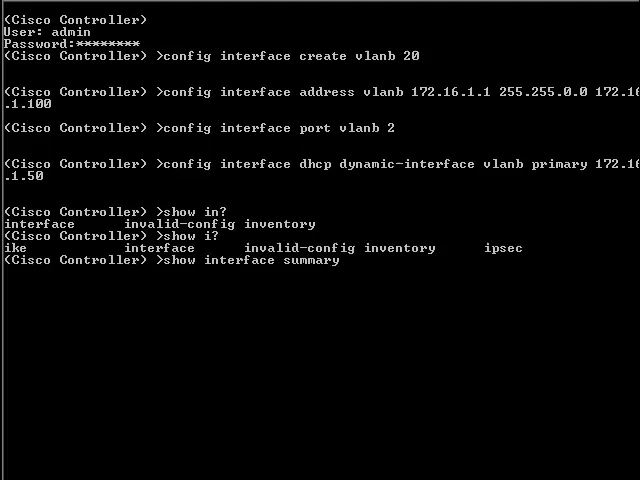 (Cisco Controller)
User: admin
Password:********
(Cisco Controller) >config interface create vlanb 20
(Cisco Controller) >config interface address vlanb 172.16.1.1 255.255.0.0 172.16
.1.100
(Cisco Controller) >config interface port vlanb 2
(Cisco Controller) >config interface dhcp dynamic-interface vlanb primary 172.16
.1.50
(Cisco Controller) >show in?
interface invalid-config inventory
(Cisco Controller) >show i?
ike interface invalid-config inventory ipsec
(Cisco Controller) >show interface summary